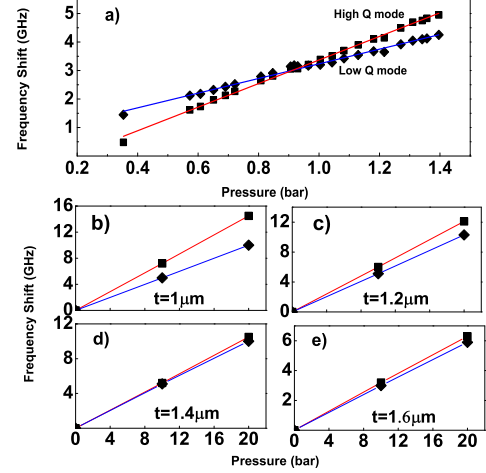 Frequency Shift (GHz)
5
4
3
2
1
a)
High Q mode
Low Q mode
0.2 0.4 0.6 0.8 1.0 1.2 1.4
Pressure (bar)
Frequency Shift (GHz)
16
12
8
4
0
b)
t=1μm
12
8
4
0
c)
t=1.2μm
12
8
4
d)
t=1.4μm
0 4 8 12 16 20
Pressure (bar)
6
4
2
e)
t=1.6μm
0 4 8 12 16 20
Pressure (bar)